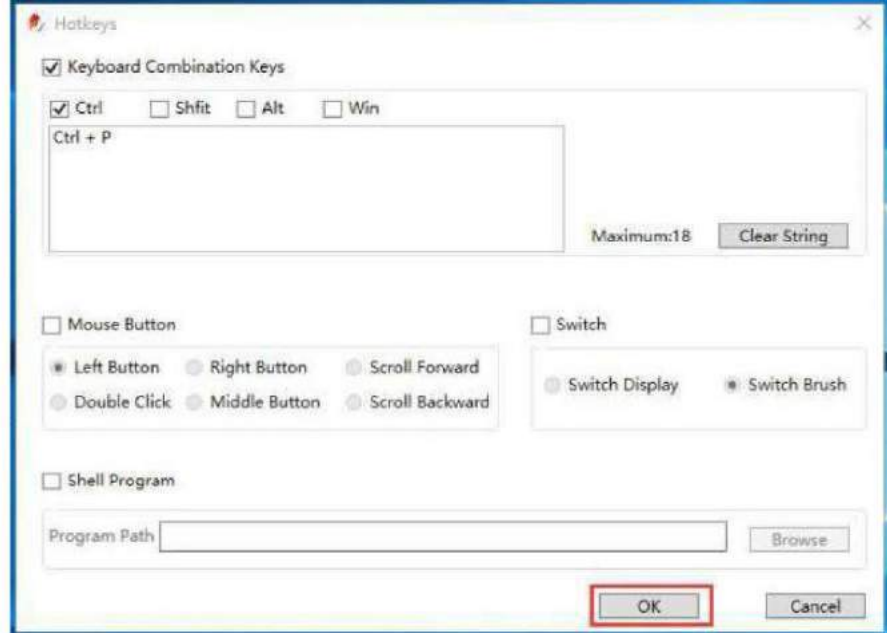 Hotkeys
Keyboard Combination Keys
Ctrl Shfit Alt Win
Ctrl + P
Maximum:18 Clear String
Mouse Button Switch
Left Button Right Button Scroll Forward
Switch Display Switch Brush
Double Click Middle Button Scroll Backward
Shell Program
Program Path Browse
OK Cancel